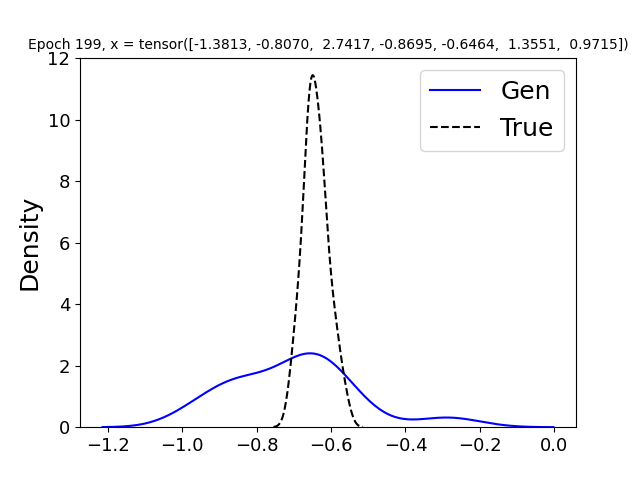 Epoch 199, x = tensor([-1.3813, -0.8070,  2.7417, -0.8695, -0.6464,  1.3551,  0.9715])
12
10
8
6
4
2
0
Density
Gen
True
−1.2 −1.0 −0.8 −0.6 −0.4 −0.2 0.0